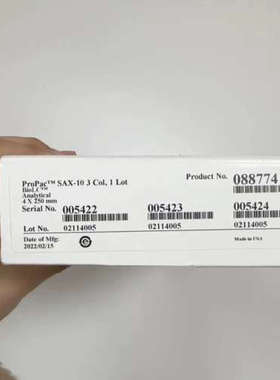 ProPac™ SAX-10 3 Col, 1 Lot
BioLC™
Analytical
4 X 250 mm
Product No. 088774
Serial No. 005422 005423 005424
Lot No. 02114005 02114005 02114005
Date of Mfg:
2022/02/15
Made in USA